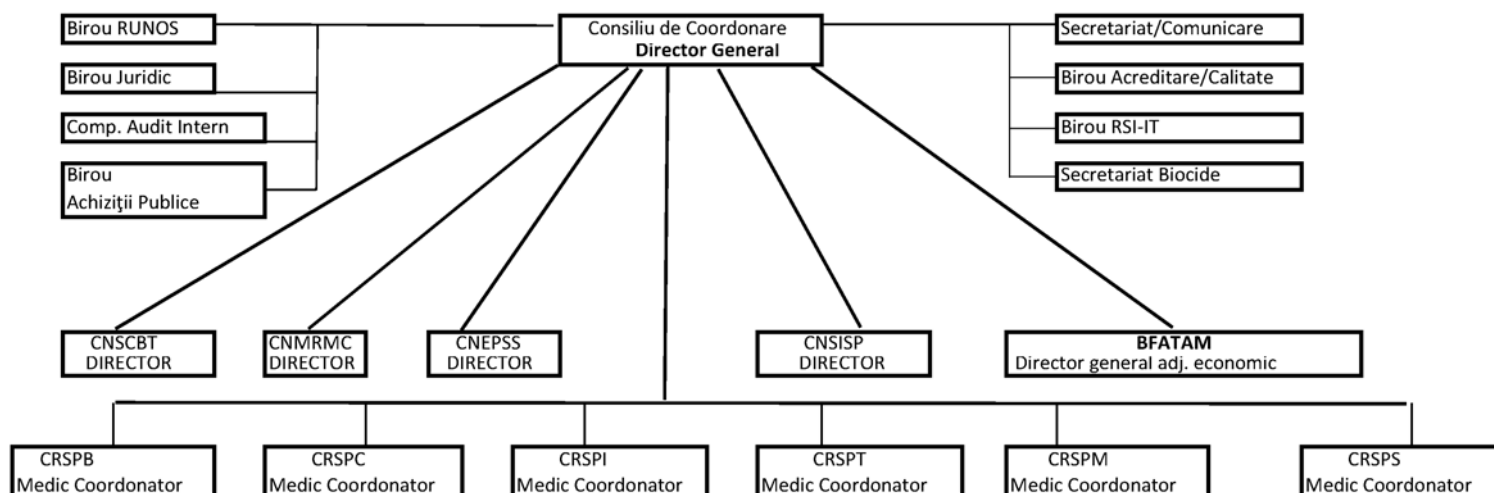 Birou RUNOS
Birou Juridic
Comp. Audit Intern
Birou
Achiziţii Publice
Consiliu de Coordonare
Director General
Secretariat/Comunicare
Birou Acreditare/Calitate
Birou RSI-IT
Secretariat Biocide
CNSCBT
DIRECTOR
CNMRMC
DIRECTOR
CNEPSS
DIRECTOR
CNSISP
DIRECTOR
BFATAM
Director general adj. economic
CRSPB
Medic Coordonator
CRSPC
Medic Coordonator
CRSPI
Medic Coordonator
CRSPT
Medic Coordonator
CRSPM
Medic Coordonator
CRSPS
Medic Coordonator